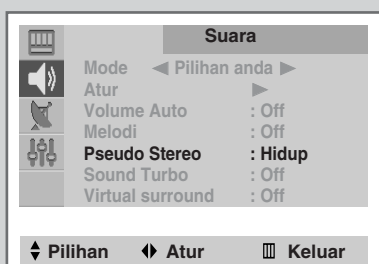 Suara
Mode ◀ Pilihan anda ▶
Atur ▶
Volume Auto : Off
Melodi : Off
Pseudo Stereo : Hidup
Sound Turbo : Off
Virtual surround : Off
Pilihan Atur Keluar